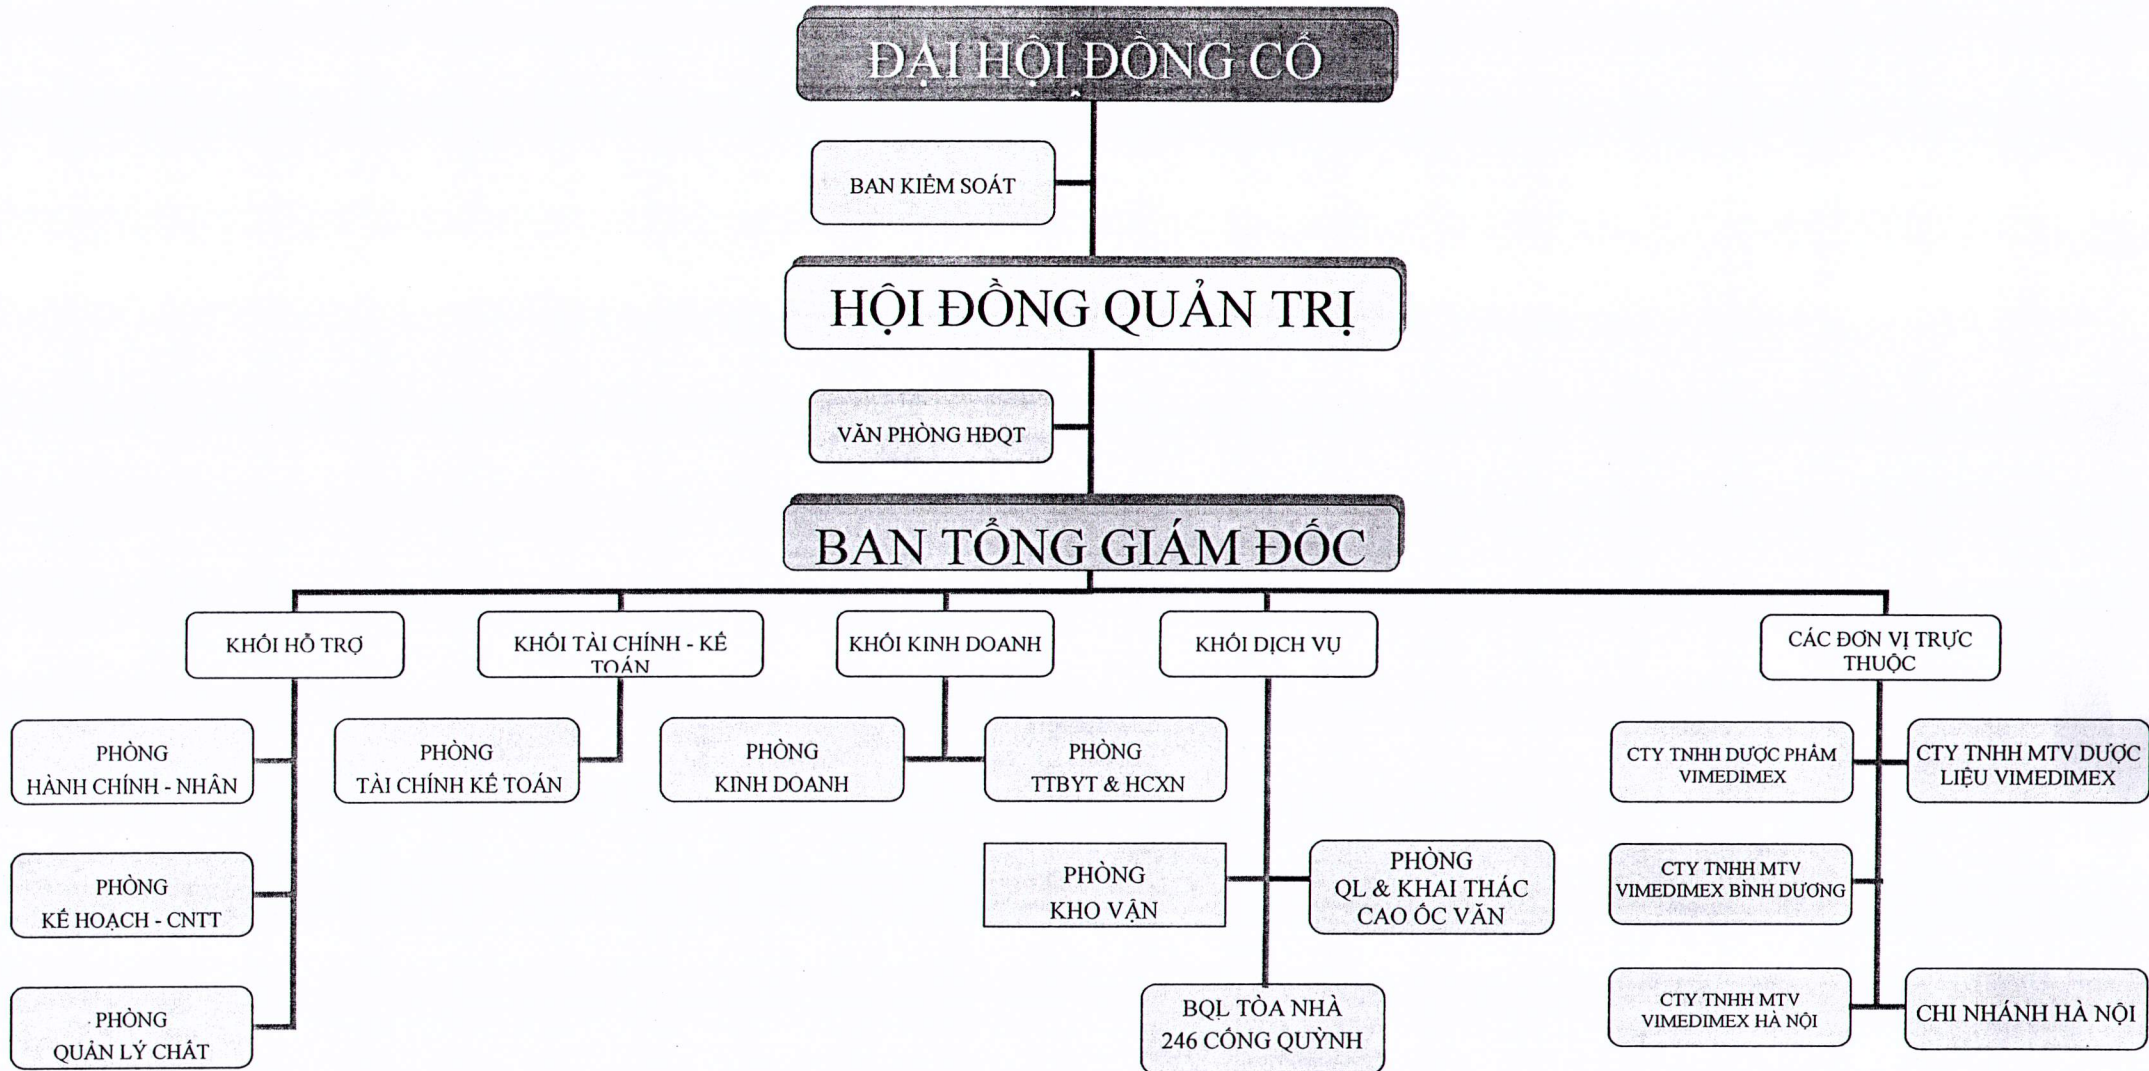 ĐẠI HỘI ĐỒNG CỔ
BAN KIỂM SOÁT
HỘI ĐỒNG QUẢN TRỊ
VĂN PHÒNG HĐQT
BAN TỔNG GIÁM ĐỐC
KHỐI HỖ TRỢ
KHỐI TÀI CHÍNH - KẾ
TOÁN
KHỐI KINH DOANH
KHỐI DỊCH VỤ
CÁC ĐƠN VỊ TRỰC
THUỘC
PHÒNG
HÀNH CHÍNH - NHÂN
PHÒNG
TÀI CHÍNH KẾ TOÁN
PHÒNG
KINH DOANH
PHÒNG
TTBYT & HCXN
CTY TNHH DƯỢC PHẨM
VIMEDIMEX
CTY TNHH MTV DƯỢC
LIỆU VIMEDIMEX
PHÒNG
KẾ HOẠCH - CNTT
PHÒNG
KHO VẬN
PHÒNG
QL & KHAI THÁC
CAO ỐC VĂN
CTY TNHH MTV
VIMEDIMEX BÌNH DƯƠNG
PHÒNG
QUẢN LÝ CHẤT
BQL TÒA NHÀ
246 CỐNG QUỲNH
CTY TNHH MTV
VIMEDIMEX HÀ NỘI
CHI NHÁNH HÀ NỘI